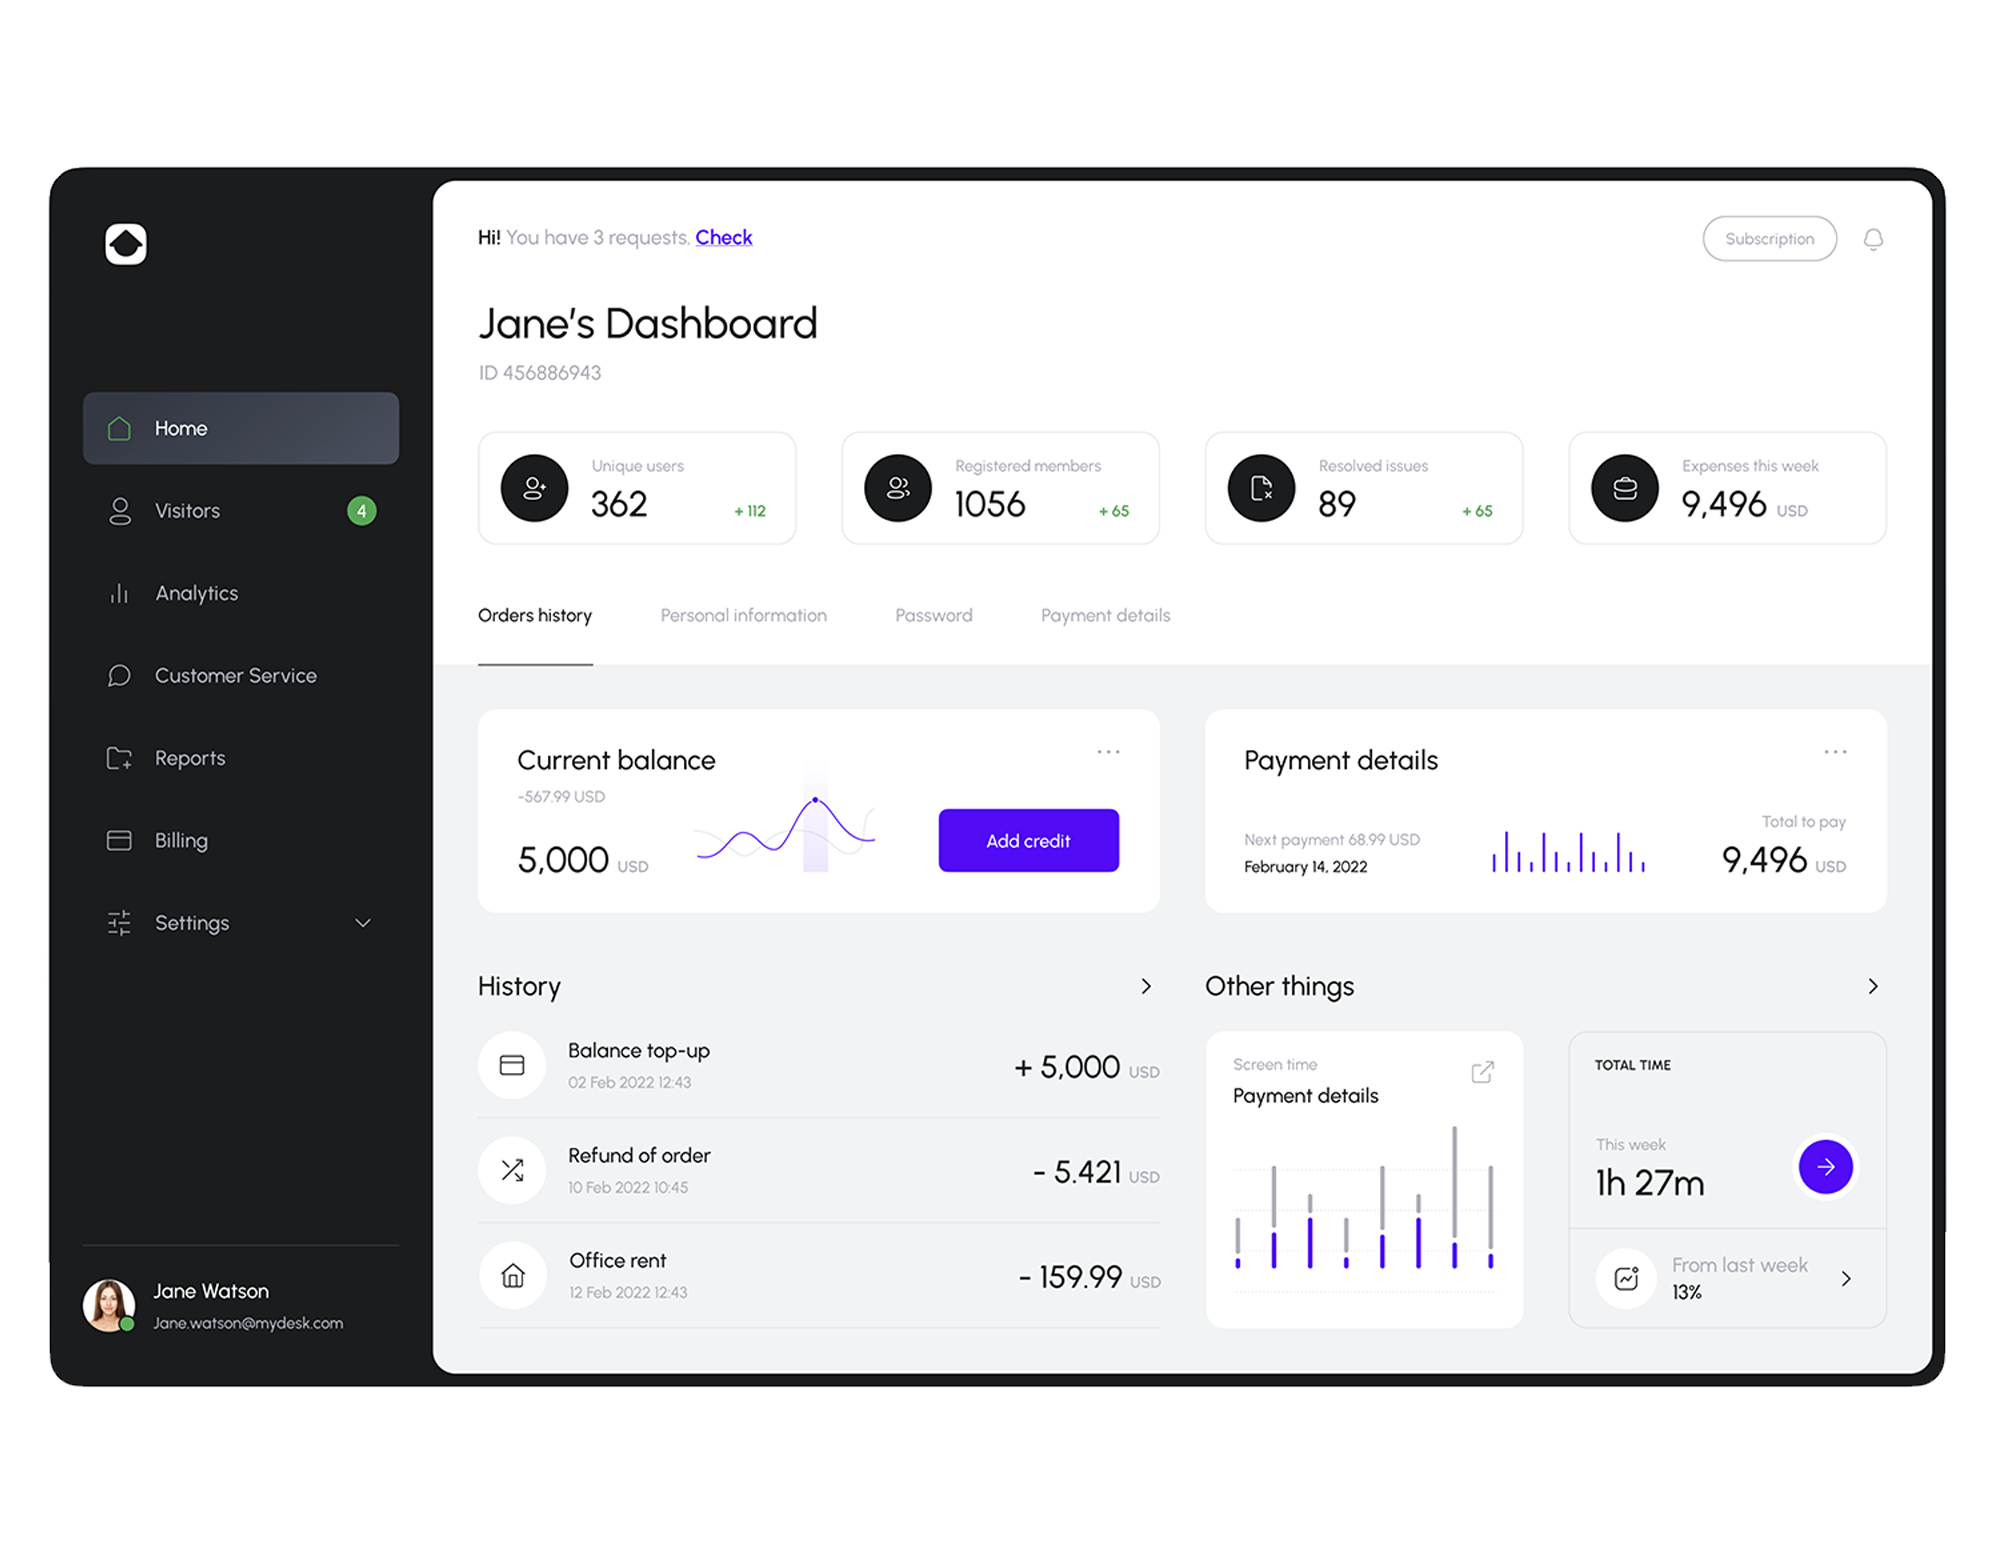 Hi! You have 3 requests. Check
Subscription
Jane's Dashboard
ID 456886943
Home
Visitors
4
Analytics
Customer Service
Reports
Billing
Settings
Jane Watson
Jane.watson@mydesk.com
Unique users
362
+ 112
Registered members
1056
+ 65
Resolved issues
89
+ 65
Expenses this week
9,496 USD
Orders history
Personal information
Password
Payment details
Current balance
-567.99 USD
5,000 USD
Add credit
Payment details
Next payment 68.99 USD
February 14, 2022
Total to pay
9,496 USD
History
Balance top-up
02 Feb 2022 12:43
+ 5,000 USD
Refund of order
10 Feb 2022 10:45
- 5.421 USD
Office rent
12 Feb 2022 12:43
- 159.99 USD
Other things
Screen time
Payment details
TOTAL TIME
This week
1h 27m
From last week
13%